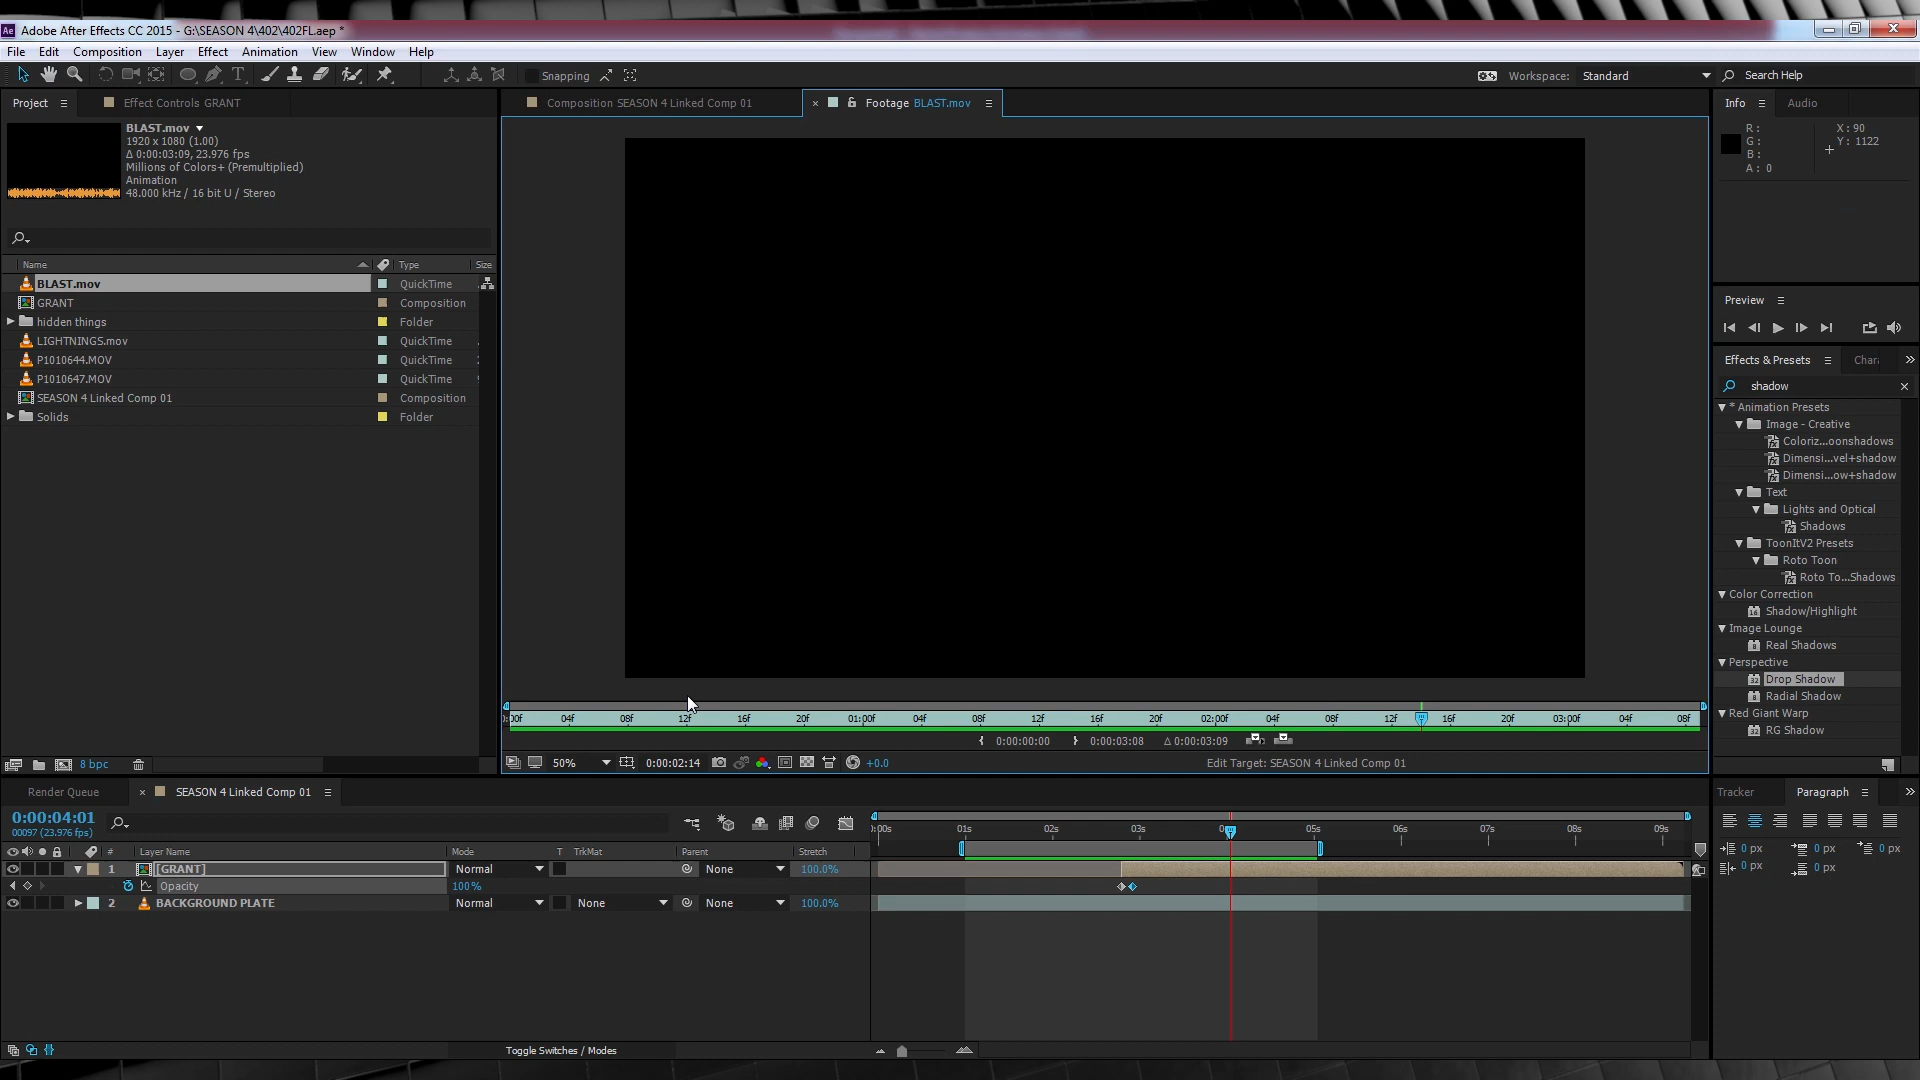 Adobe After Effects CC 2015 - G:\SEASON 4\402\402FL.aep *
File Edit Composition Layer Effect Animation View Window Help
Snapping
Workspace: Standard
Search Help
Project
Effect Controls GRANT
Composition SEASON 4 Linked Comp 01
Footage BLAST.mov
Info
Audio
BLAST.mov
1920 x 1080 (1.00)
Δ 0:00:03:09, 23.976 fps
Millions of Colors+ (Premultiplied)
Animation
48.000 kHz / 16 bit U / Stereo
R :
G :
B :
A : 0
X : 90
Y : 1122
Name Type Size
BLAST.mov QuickTime
GRANT Composition
hidden things Folder
LIGHTNINGS.mov QuickTime
P1010644.MOV QuickTime
P1010647.MOV QuickTime
SEASON 4 Linked Comp 01 Composition
Solids Folder
8 bpc
Preview
Effects & Presets
shadow
* Animation Presets
Image - Creative
Coloriz...oonshadows
Dimensi...vel+shadow
Dimensi...ow+shadow
Text
Lights and Optical
Shadows
ToonItV2 Presets
Roto Toon
Roto To...Shadows
Color Correction
Shadow/Highlight
Image Lounge
Real Shadows
Perspective
Drop Shadow
Radial Shadow
Red Giant Warp
RG Shadow
04f 08f 12f 16f 20f 01:00f 04f 08f 12f 16f 20f 02:00f 04f 08f 12f 16f 20f 03:00f 04f 08f
0:00:00:00 0:00:03:08 Δ 0:00:03:09
50% 0:00:02:14 +0.0 Edit Target: SEASON 4 Linked Comp 01
Render Queue
SEASON 4 Linked Comp 01
0:00:04:01
00097 (23.976 fps)
# Layer Name Mode T TrkMat Parent Stretch
1 [GRANT] Normal None 100.0%
Opacity 100%
2 BACKGROUND PLATE Normal None None 100.0%
01s 02s 03s 05s 06s 07s 08s 09s
Toggle Switches / Modes
Tracker
Paragraph
0 px 0 px 0 px
0 px 0 px